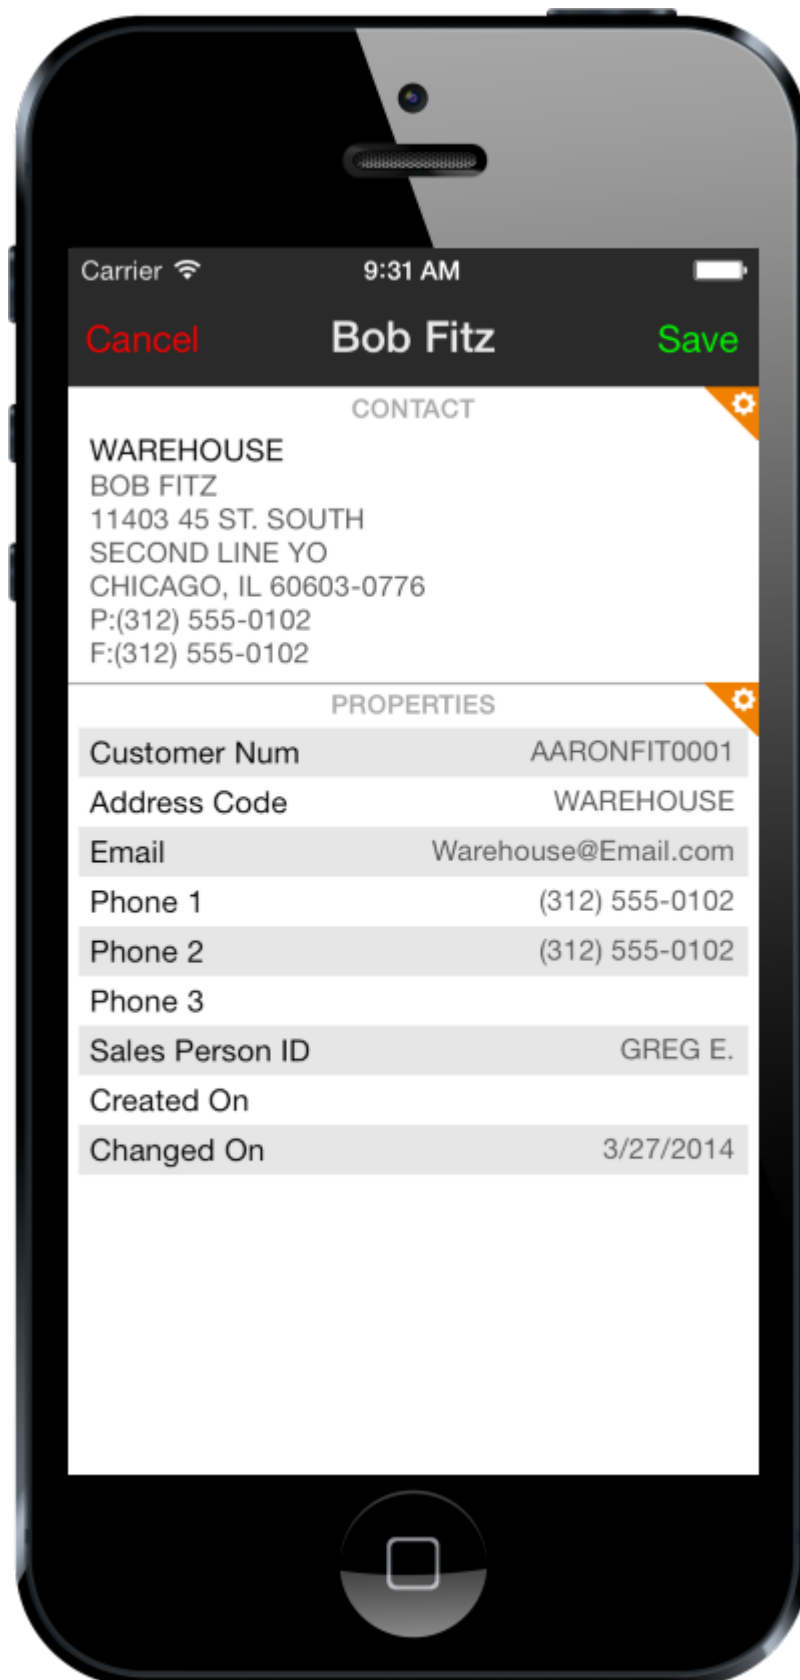 Carrier 9:31 AM
Cancel Bob Fitz Save
CONTACT
WAREHOUSE
BOB FITZ
11403 45 ST. SOUTH
SECOND LINE YO
CHICAGO, IL 60603-0776
P:(312) 555-0102
F:(312) 555-0102
PROPERTIES
Customer Num AARONFIT0001
Address Code WAREHOUSE
Email Warehouse@Email.com
Phone 1 (312) 555-0102
Phone 2 (312) 555-0102
Phone 3
Sales Person ID GREG E.
Created On
Changed On 3/27/2014